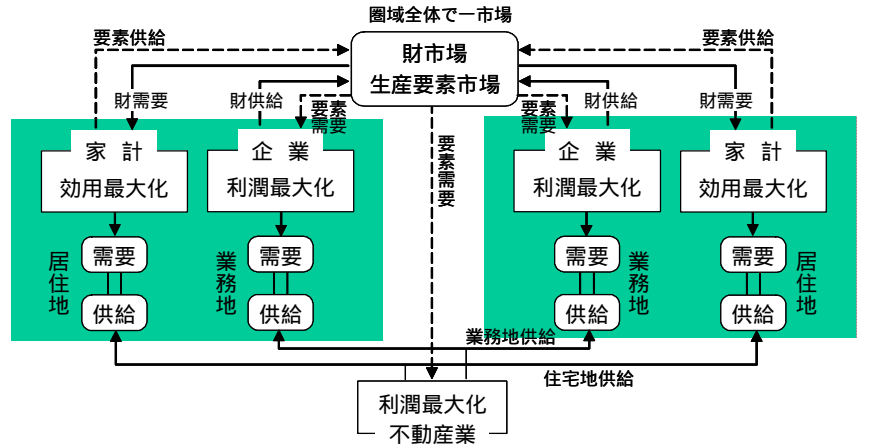 圏域全体で一市場
要素供給
要素供給
財市場
生産要素市場
財需要
財供給
要素
需要
要素
需要
財供給
財需要
要素需要
家 計
効用最大化
企 業
利潤最大化
企 業
利潤最大化
家 計
効用最大化
居住地
需要
供給
業務地
需要
供給
需要
供給
業務地
需要
供給
居住地
業務地供給
住宅地供給
利潤最大化
不動産業